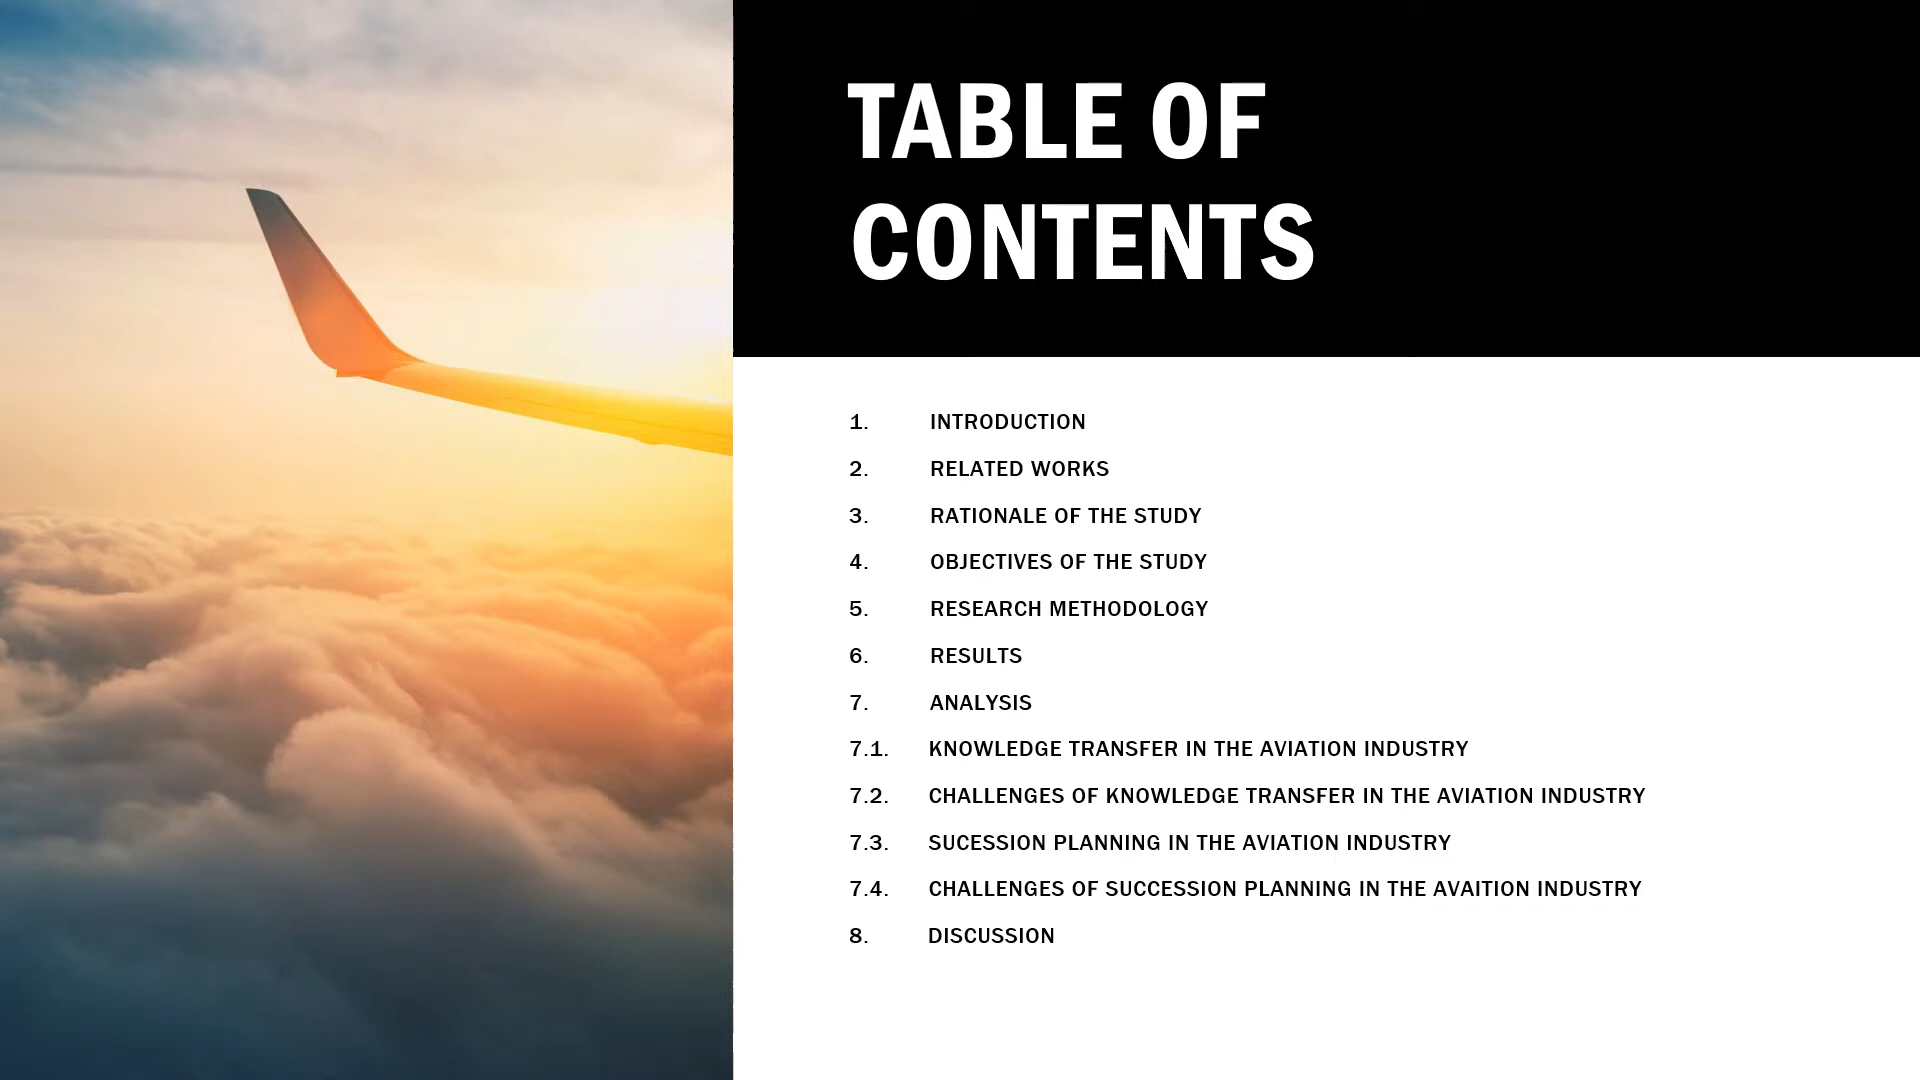 TABLE OF
CONTENTS
1. INTRODUCTION
2. RELATED WORKS
3. RATIONALE OF THE STUDY
4. OBJECTIVES OF THE STUDY
5. RESEARCH METHODOLOGY
6. RESULTS
7. ANALYSIS
7.1. KNOWLEDGE TRANSFER IN THE AVIATION INDUSTRY
7.2. CHALLENGES OF KNOWLEDGE TRANSFER IN THE AVIATION INDUSTRY
7.3. SUCESSION PLANNING IN THE AVIATION INDUSTRY
7.4. CHALLENGES OF SUCCESSION PLANNING IN THE AVAITION INDUSTRY
8. DISCUSSION